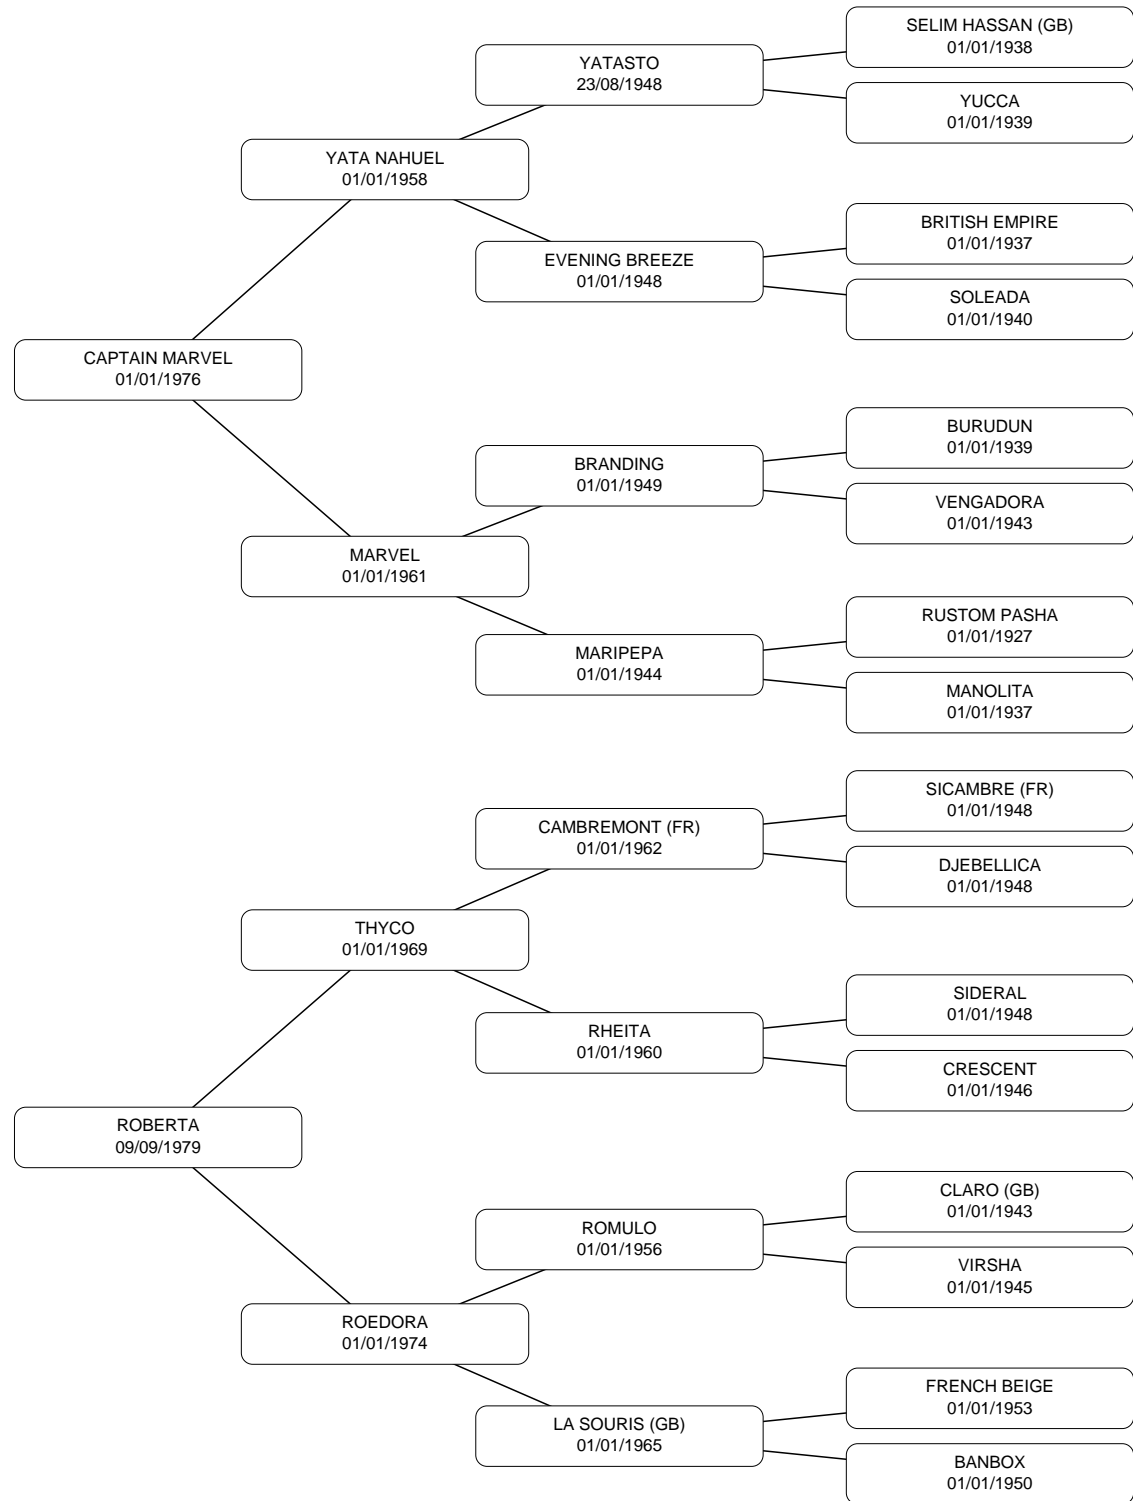 SELIM HASSAN (GB)
01/01/1938
YATASTO
23/08/1948
YUCCA
01/01/1939
YATA NAHUEL
01/01/1958
BRITISH EMPIRE
01/01/1937
EVENING BREEZE
01/01/1948
SOLEADA
01/01/1940
CAPTAIN MARVEL
01/01/1976
BURUDUN
01/01/1939
BRANDING
01/01/1949
VENGADORA
01/01/1943
MARVEL
01/01/1961
RUSTOM PASHA
01/01/1927
MARIPEPA
01/01/1944
MANOLITA
01/01/1937
SICAMBRE (FR)
01/01/1948
CAMBREMONT (FR)
01/01/1962
DJEBELLICA
01/01/1948
THYCO
01/01/1969
SIDERAL
01/01/1948
RHEITA
01/01/1960
CRESCENT
01/01/1946
ROBERTA
09/09/1979
CLARO (GB)
01/01/1943
ROMULO
01/01/1956
VIRSHA
01/01/1945
ROEDORA
01/01/1974
FRENCH BEIGE
01/01/1953
LA SOURIS (GB)
01/01/1965
BANBOX
01/01/1950